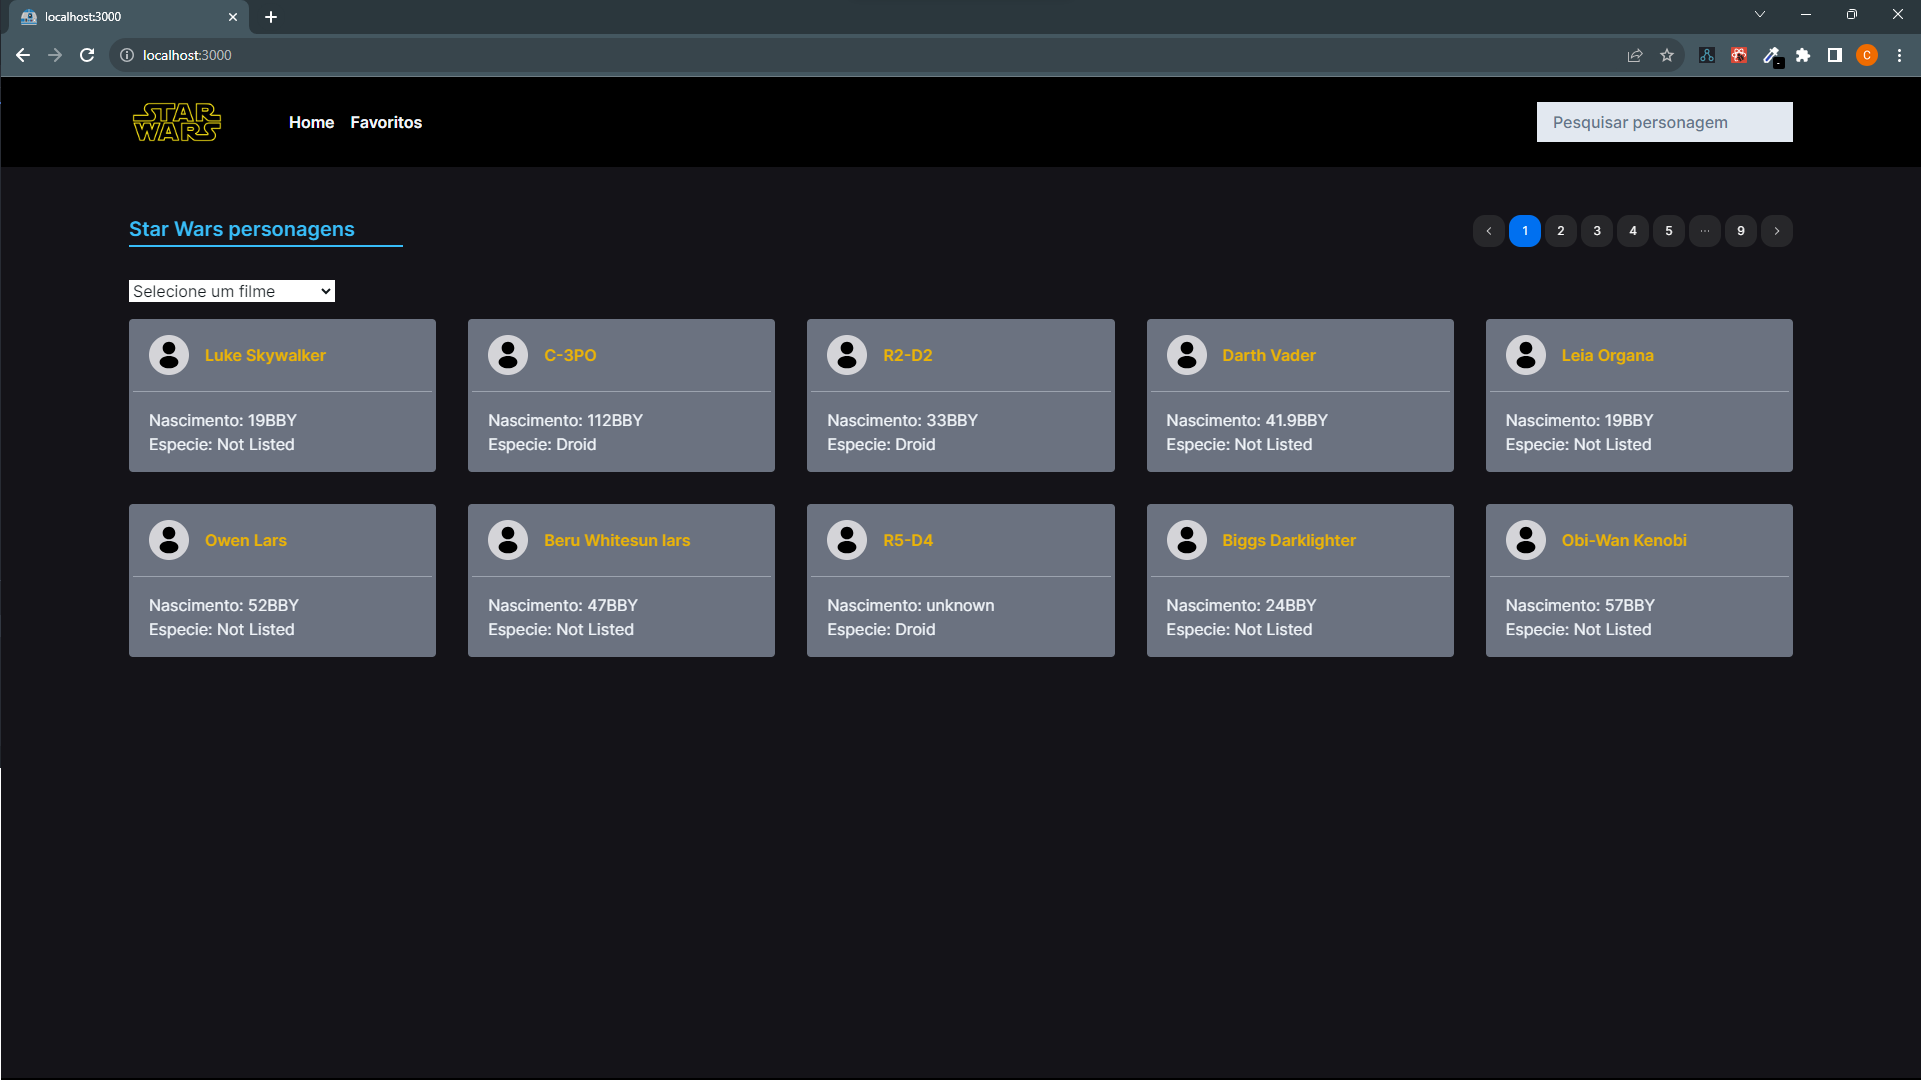 localhost:3000
localhost:3000
C
STAR WARS
Home Favoritos
Pesquisar personagem
Star Wars personagens
1 2 3 4 5 ... 9
Selecione um filme
Luke Skywalker
Nascimento: 19BBY
Especie: Not Listed
C-3PO
Nascimento: 112BBY
Especie: Droid
R2-D2
Nascimento: 33BBY
Especie: Droid
Darth Vader
Nascimento: 41.9BBY
Especie: Not Listed
Leia Organa
Nascimento: 19BBY
Especie: Not Listed
Owen Lars
Nascimento: 52BBY
Especie: Not Listed
Beru Whitesun lars
Nascimento: 47BBY
Especie: Not Listed
R5-D4
Nascimento: unknown
Especie: Droid
Biggs Darklighter
Nascimento: 24BBY
Especie: Not Listed
Obi-Wan Kenobi
Nascimento: 57BBY
Especie: Not Listed